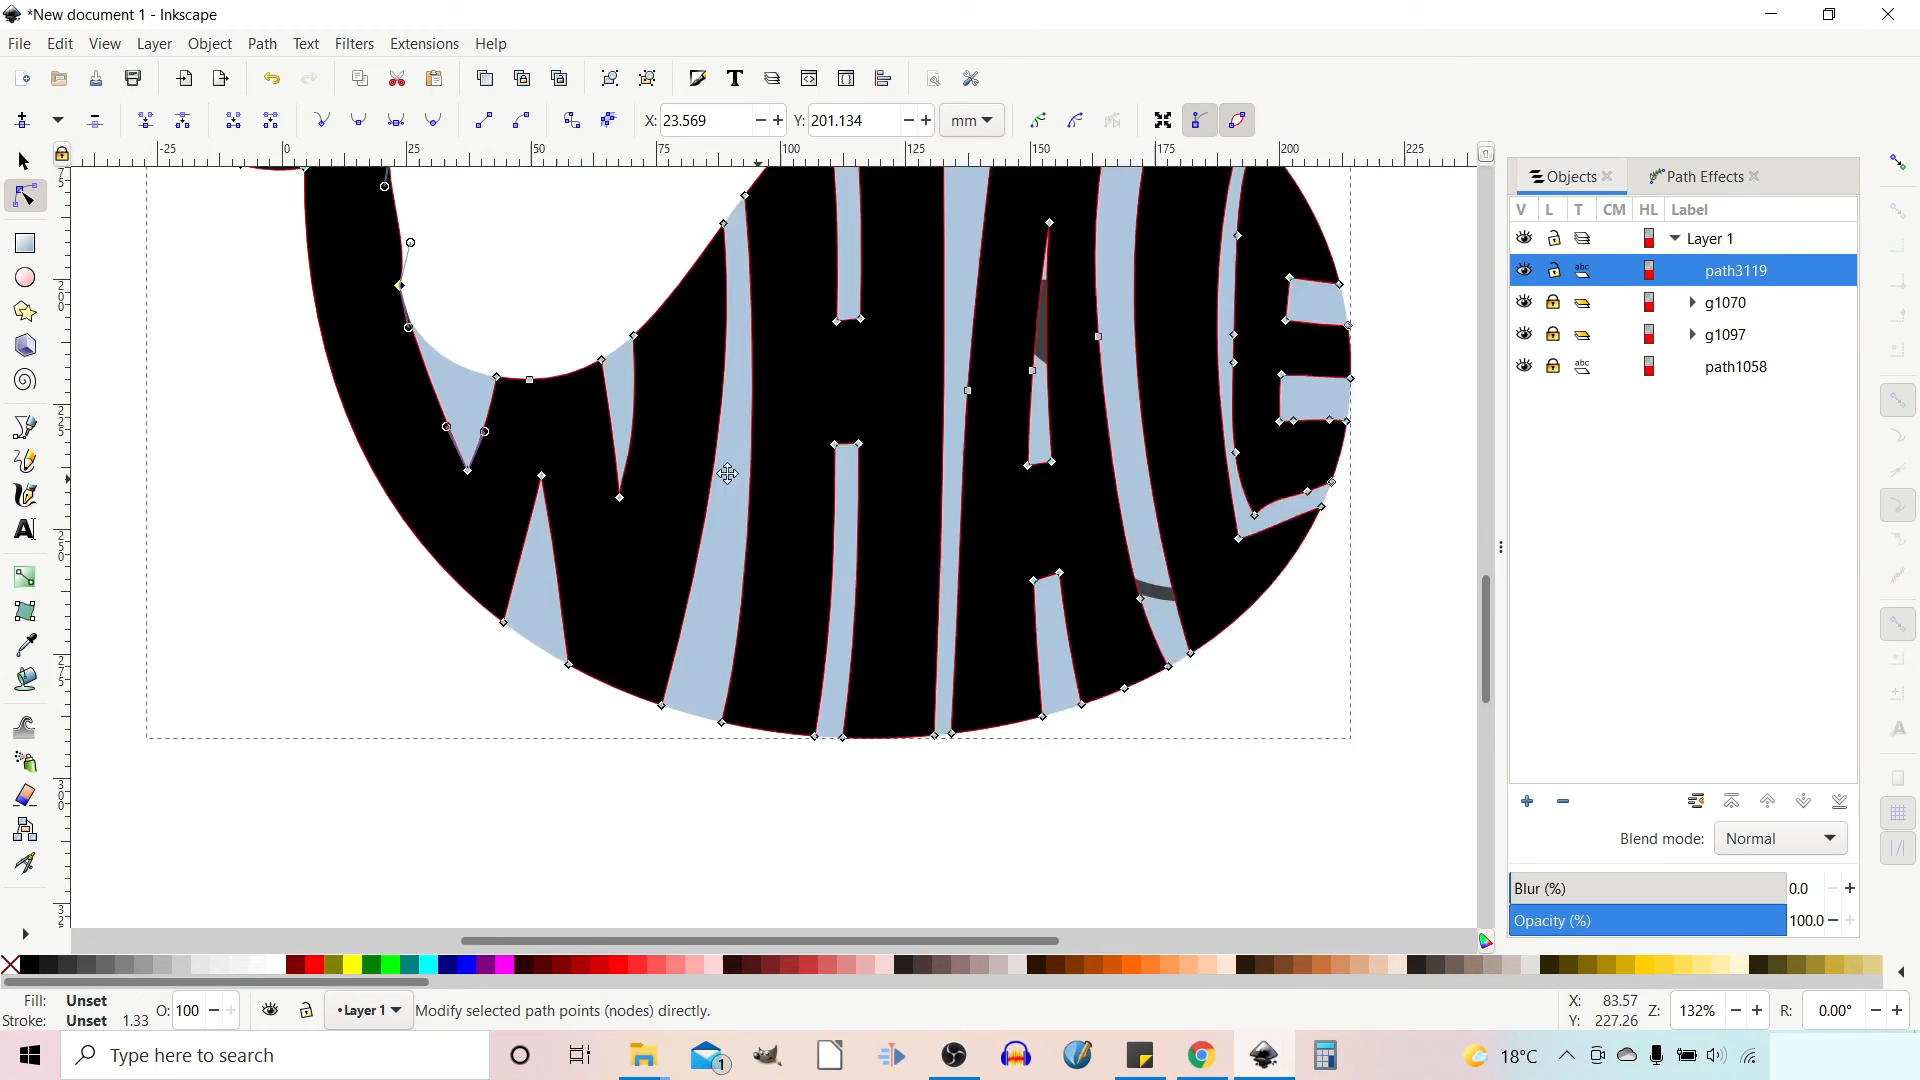 *New document 1 - Inkscape
File Edit View Layer Object Path Text Filters Extensions Help
X: 23.569 Y: 201.134 mm
-25 0 25 50 75 100 125 150 175 200 225
Objects Path Effects
V L T CM HL Label
Layer 1
path3119
g1070
g1097
path1058
WHALE
Blend mode: Normal
Blur (%) 0.0
Opacity (%) 100.0
Fill: Unset
Stroke: Unset 1.33 O: 100 •Layer 1 Modify selected path points (nodes) directly. X: 83.57 Y: 227.26 Z: 132% R: 0.00°
Type here to search 1 18°C